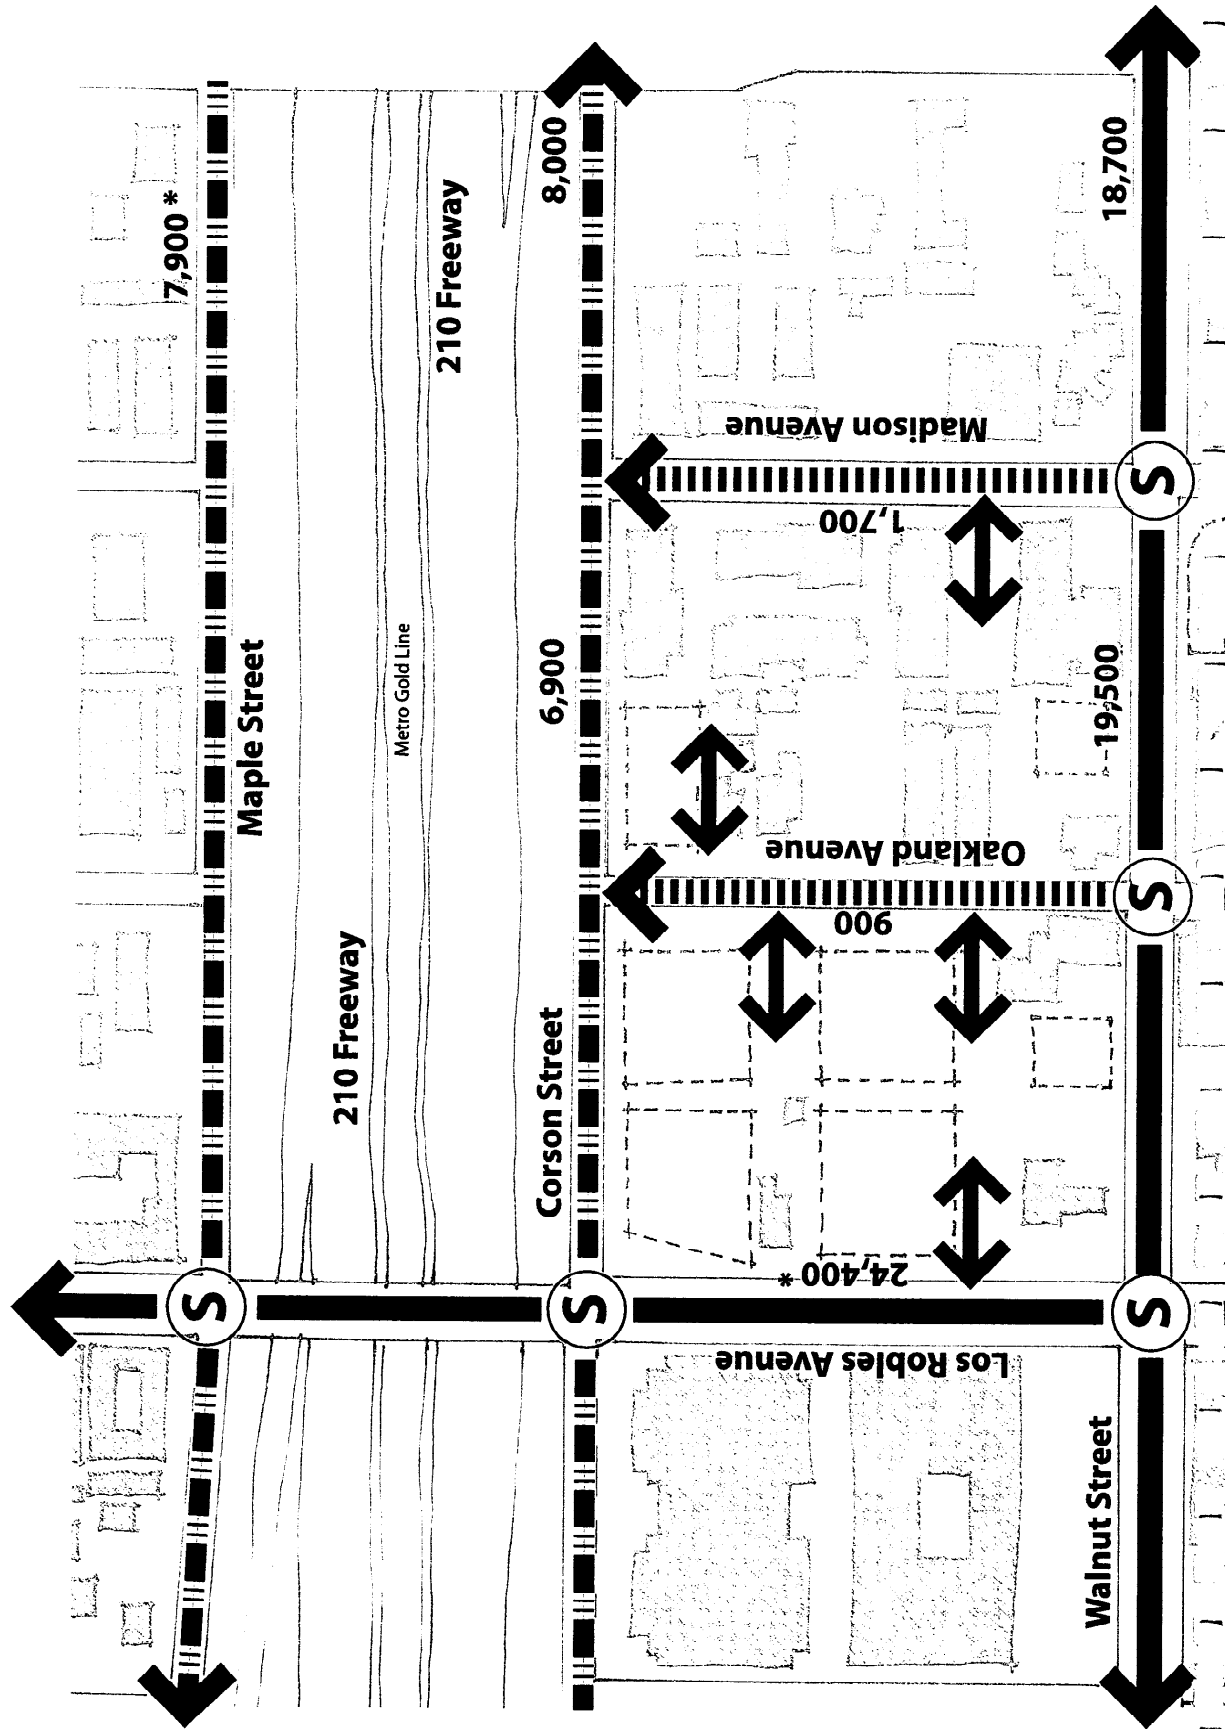 7,900 *
Maple Street
210 Freeway
210 Freeway
Metro Gold Line
8,000
6,900
Corson Street
Madison Avenue
1,700
Oakland Avenue
900
24,400 *
Los Robles Avenue
18,700
19,500
Walnut Street
S
S
S
S
S